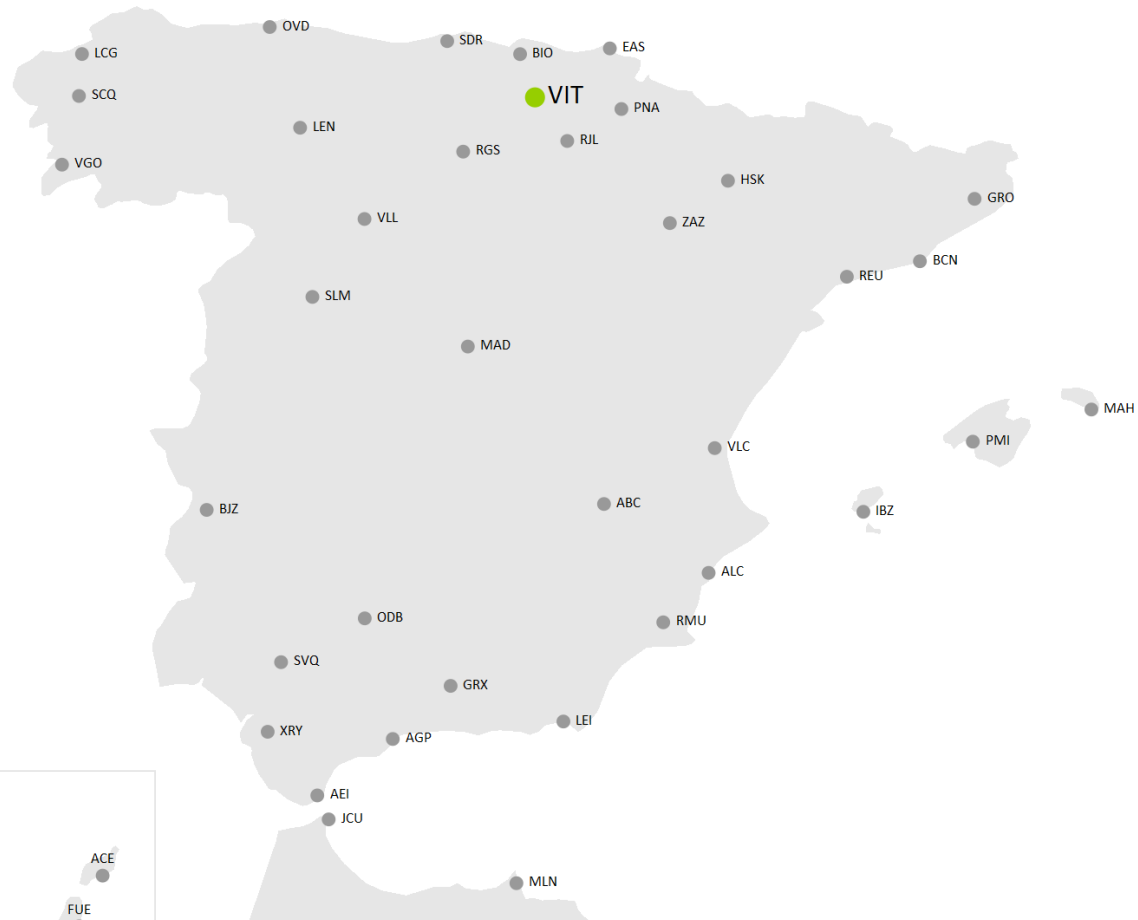 OVD
SDR
EAS
LCG
BIO
SCQ
VIT
PNA
LEN
RJL
RGS
VGO
HSK
GRO
VLL
ZAZ
BCN
REU
SLM
MAD
MAH
PMI
VLC
ABC
BJZ
IBZ
ALC
ODB
RMU
SVQ
GRX
LEI
XRY
AGP
AEI
JCU
ACE
MLN
FUE